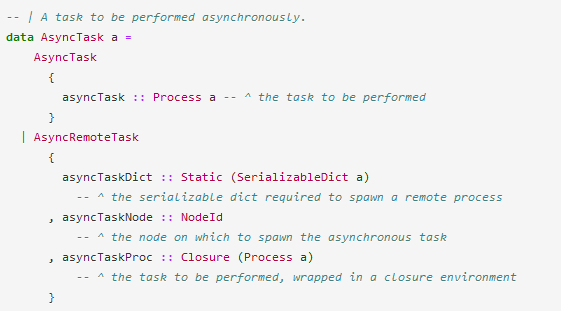 -- | A task to be performed asynchronously.
data AsyncTask a =
    AsyncTask
      {
        asyncTask :: Process a -- ^ the task to be performed
      }
  | AsyncRemoteTask
      {
        asyncTaskDict :: Static (SerializableDict a)
          -- ^ the serializable dict required to spawn a remote process
      , asyncTaskNode :: NodeId
          -- ^ the node on which to spawn the asynchronous task
      , asyncTaskProc :: Closure (Process a)
          -- ^ the task to be performed, wrapped in a closure environment
      }